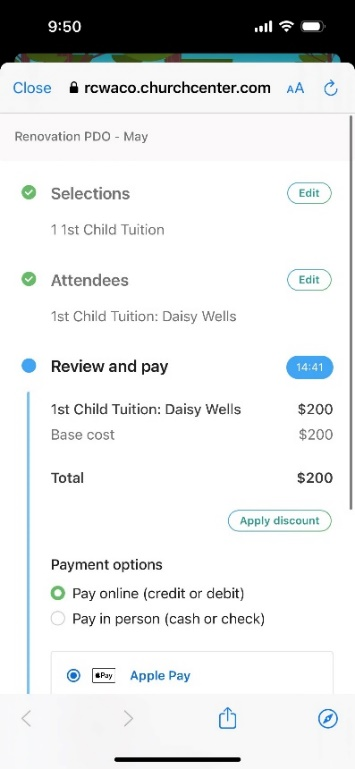 9:50
Close rcwaco.churchcenter.com AA
Renovation PDO - May
Selections Edit
1 1st Child Tuition
Attendees Edit
1st Child Tuition: Daisy Wells
Review and pay 14:41
1st Child Tuition: Daisy Wells $200
Base cost $200
Total $200
Apply discount
Payment options
Pay online (credit or debit)
Pay in person (cash or check)
Pay Apple Pay